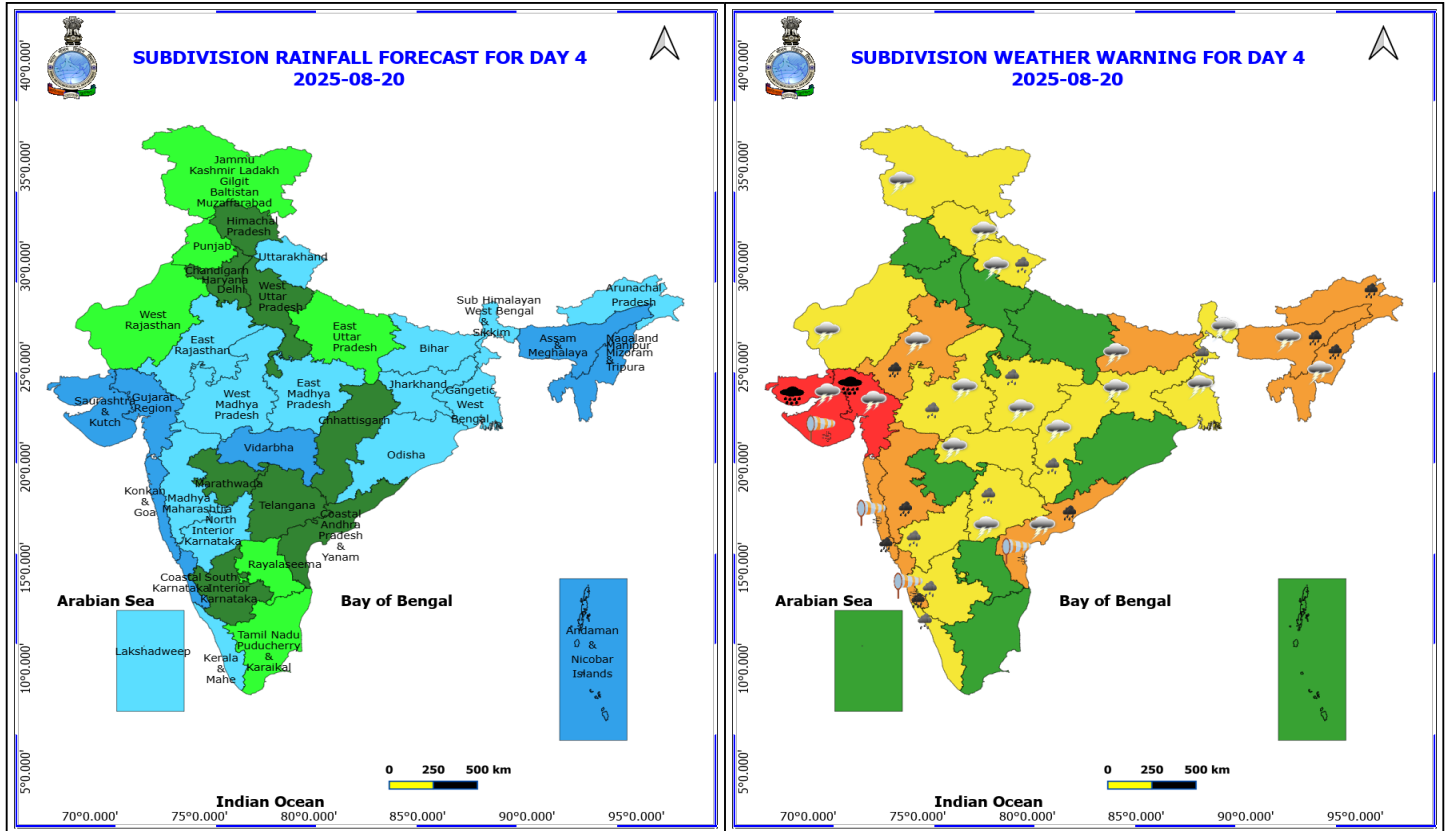 SUBDIVISION RAINFALL FORECAST FOR DAY 4
2025-08-20
40°0.000'
35°0.000'
30°0.000'
25°0.000'
20°0.000'
15°0.000'
10°0.000'
5°0.000'
Jammu
Kashmir Ladakh
Gilgit
Baltistan
Muzaffarabad
Himachal
Pradesh
Punjab
Uttarakhand
Chandigarh
Haryana
Delhi
West
Uttar
Pradesh
West
Rajasthan
East
Rajasthan
East
Uttar
Pradesh
Sub Himalayan
West Bengal
&
Sikkim
Arunachal
Pradesh
Assam
&
Meghalaya
Nagaland
Manipur
Mizoram
&
Tripura
Bihar
Jharkhand
Gangetic
West
Bengal
Saurashtra
&
Kutch
Gujarat
Region
West
Madhya
Pradesh
East
Madhya
Pradesh
Chhattisgarh
Odisha
Vidarbha
Konkan
&
Goa
Madhya
Maharashtra
Marathwada
Telangana
North
Interior
Karnataka
Coastal
Andhra
Pradesh
&
Yanam
Rayalaseema
Coastal
Karnataka
South
Interior
Karnataka
Tamil Nadu
Puducherry
&
Karaikal
Kerala
&
Mahe
Lakshadweep
Andaman
&
Nicobar
Islands
Arabian Sea
Bay of Bengal
Indian Ocean
0 250 500 km
70°0.000' 75°0.000' 80°0.000' 85°0.000' 90°0.000' 95°0.000'
SUBDIVISION WEATHER WARNING FOR DAY 4
2025-08-20
40°0.000'
35°0.000'
30°0.000'
25°0.000'
20°0.000'
15°0.000'
10°0.000'
5°0.000'
Arabian Sea
Bay of Bengal
Indian Ocean
0 250 500 km
70°0.000' 75°0.000' 80°0.000' 85°0.000' 90°0.000' 95°0.000'